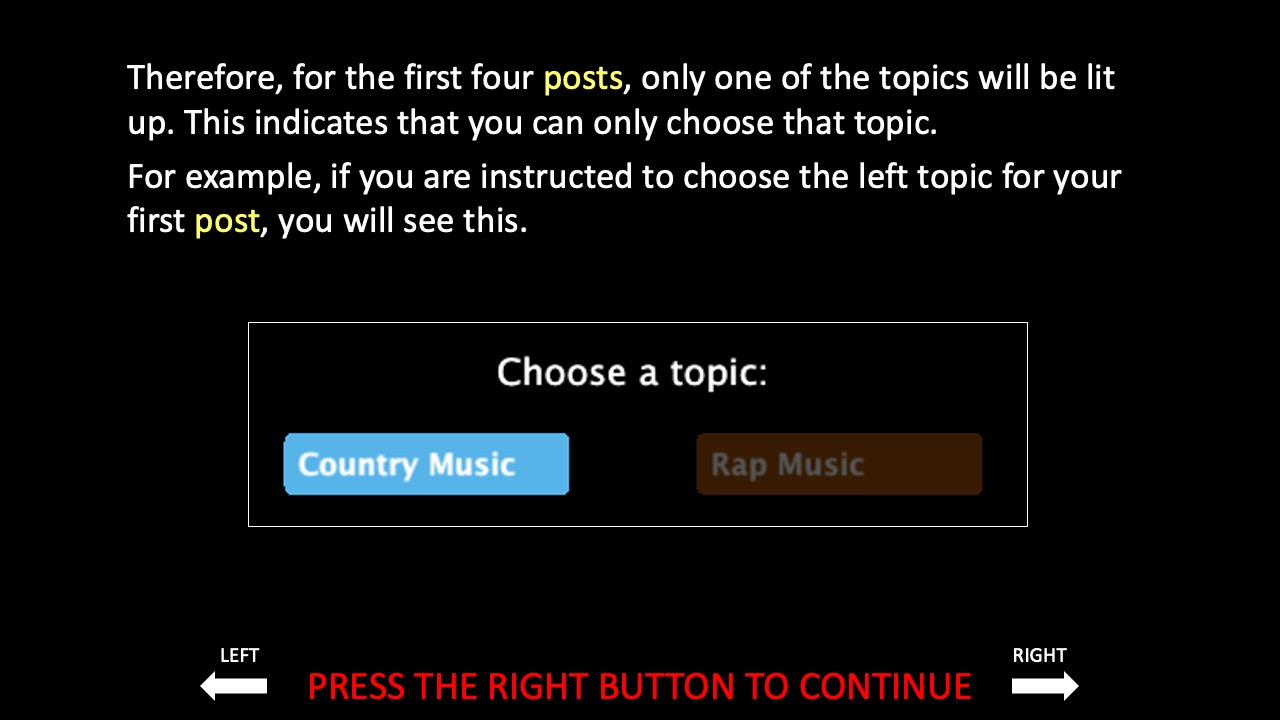 Therefore, for the first four posts, only one of the topics will be lit
up. This indicates that you can only choose that topic.
For example, if you are instructed to choose the left topic for your
first post, you will see this.
Choose a topic:
Country Music
Rap Music
LEFT
RIGHT
PRESS THE RIGHT BUTTON TO CONTINUE